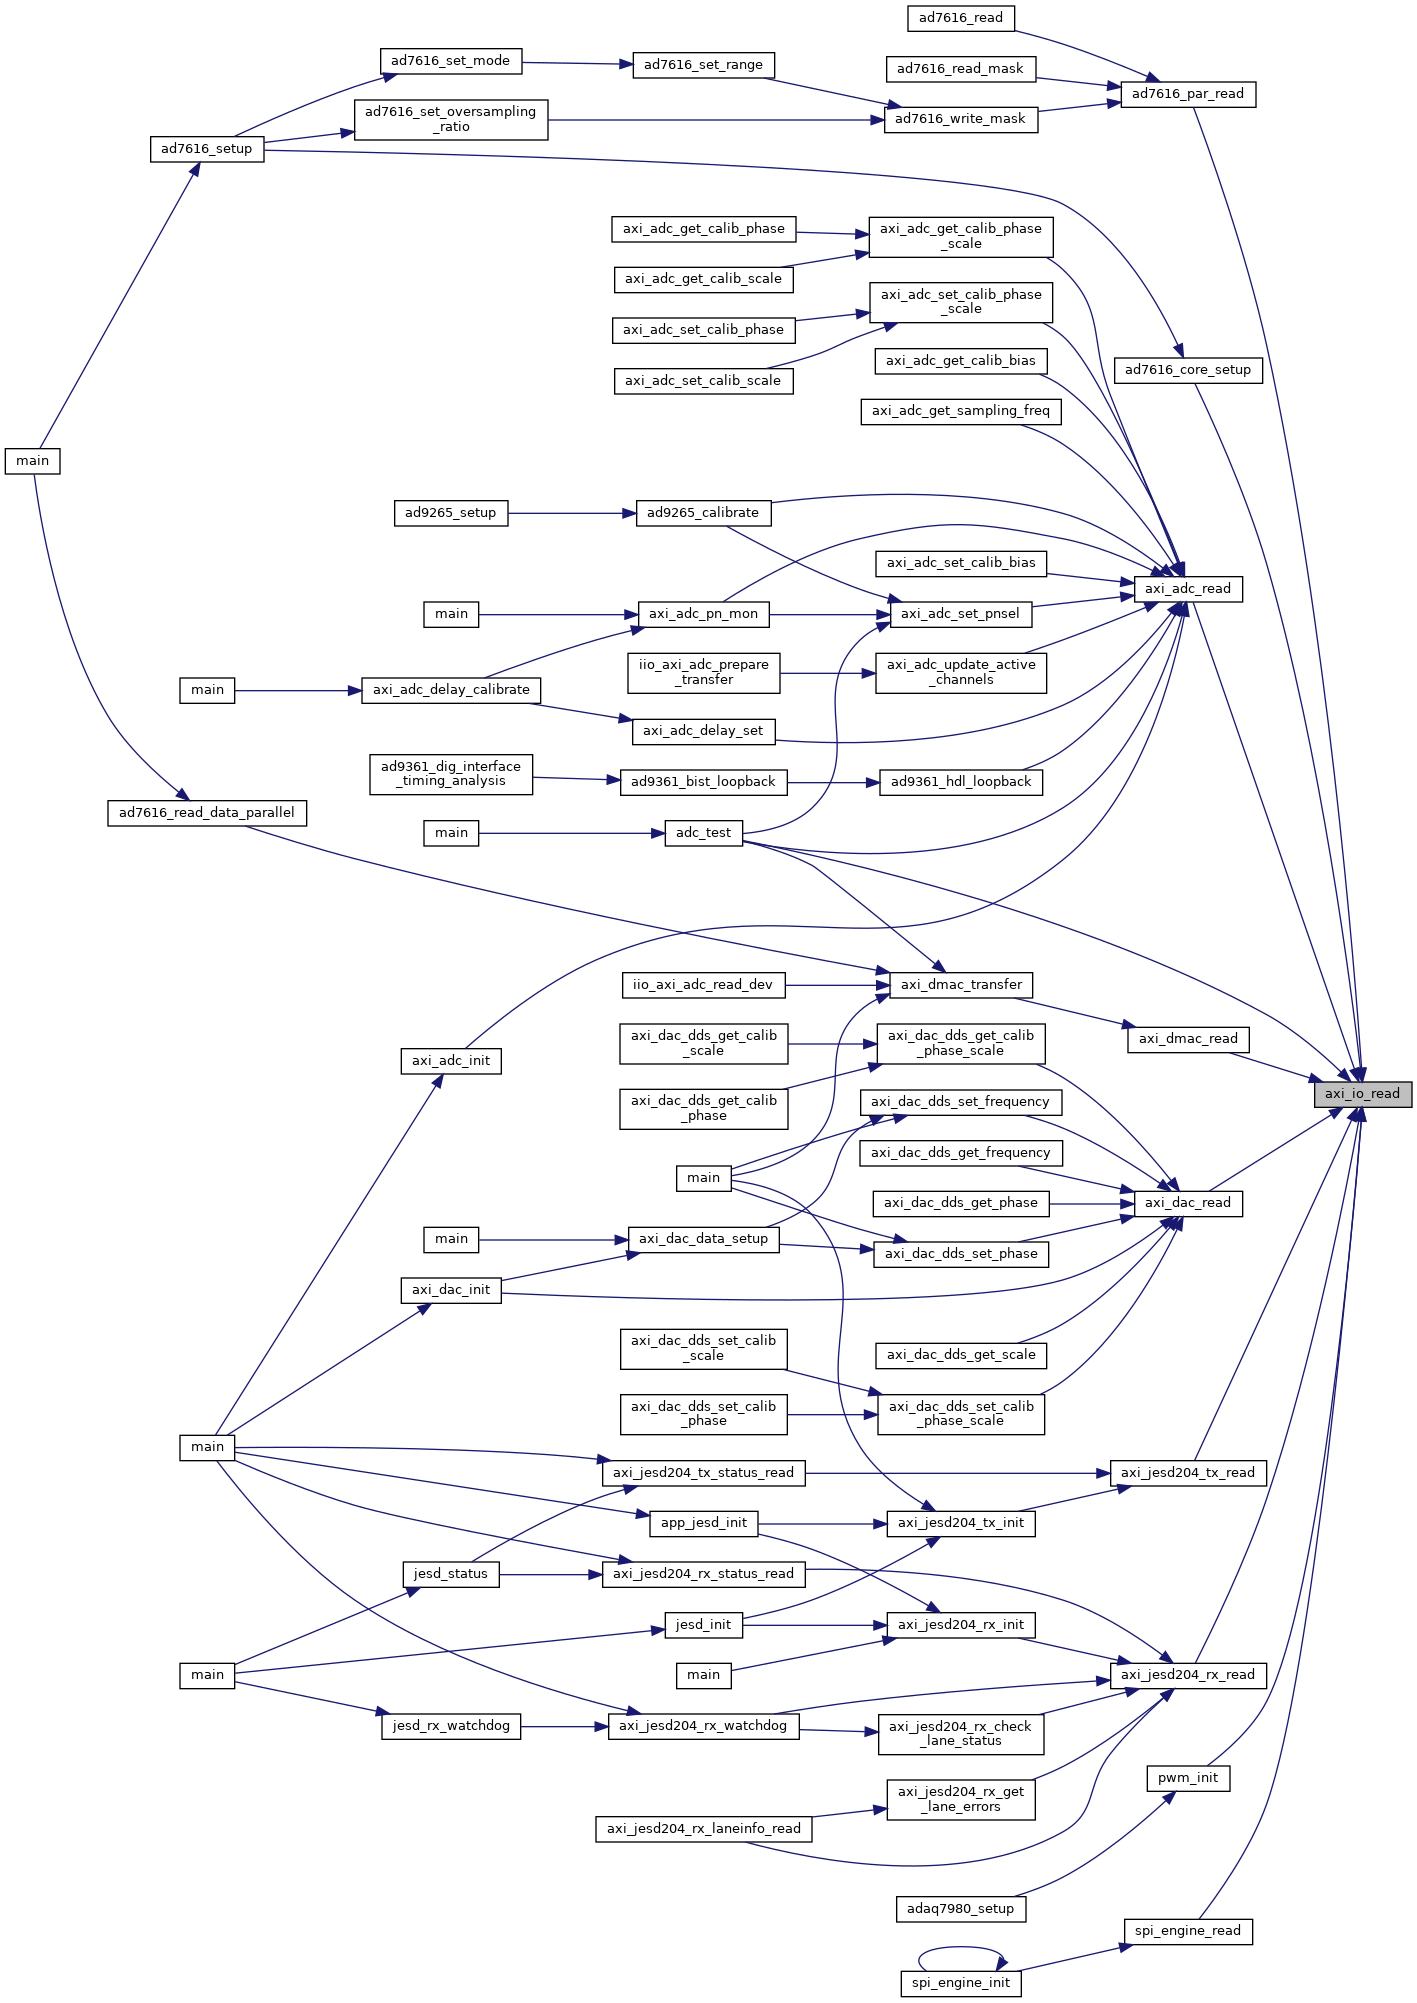 ad7616_read
ad7616_set_mode
ad7616_set_range
ad7616_read_mask
ad7616_par_read
ad7616_set_oversampling
_ratio
ad7616_write_mask
ad7616_setup
axi_adc_get_calib_phase
axi_adc_get_calib_phase
_scale
axi_adc_get_calib_scale
axi_adc_set_calib_phase
_scale
axi_adc_set_calib_phase
axi_adc_get_calib_bias
ad7616_core_setup
axi_adc_set_calib_scale
axi_adc_get_sampling_freq
main
ad9265_setup
ad9265_calibrate
axi_adc_set_calib_bias
axi_adc_read
main
axi_adc_pn_mon
axi_adc_set_pnsel
iio_axi_adc_prepare
_transfer
axi_adc_update_active
_channels
main
axi_adc_delay_calibrate
axi_adc_delay_set
ad9361_dig_interface
_timing_analysis
ad9361_bist_loopback
ad9361_hdl_loopback
ad7616_read_data_parallel
main
adc_test
iio_axi_adc_read_dev
axi_dmac_transfer
axi_dac_dds_get_calib
_scale
axi_dac_dds_get_calib
_phase_scale
axi_dmac_read
axi_adc_init
axi_io_read
axi_dac_dds_get_calib
_phase
axi_dac_dds_set_frequency
axi_dac_dds_get_frequency
main
axi_dac_dds_get_phase
axi_dac_read
main
axi_dac_data_setup
axi_dac_dds_set_phase
axi_dac_init
axi_dac_dds_set_calib
_scale
axi_dac_dds_get_scale
axi_dac_dds_set_calib
_phase
axi_dac_dds_set_calib
_phase_scale
main
axi_jesd204_tx_status_read
axi_jesd204_tx_read
app_jesd_init
axi_jesd204_tx_init
jesd_status
axi_jesd204_rx_status_read
jesd_init
axi_jesd204_rx_init
main
main
axi_jesd204_rx_read
jesd_rx_watchdog
axi_jesd204_rx_watchdog
axi_jesd204_rx_check
_lane_status
pwm_init
axi_jesd204_rx_get
_lane_errors
axi_jesd204_rx_laneinfo_read
adaq7980_setup
spi_engine_read
spi_engine_init